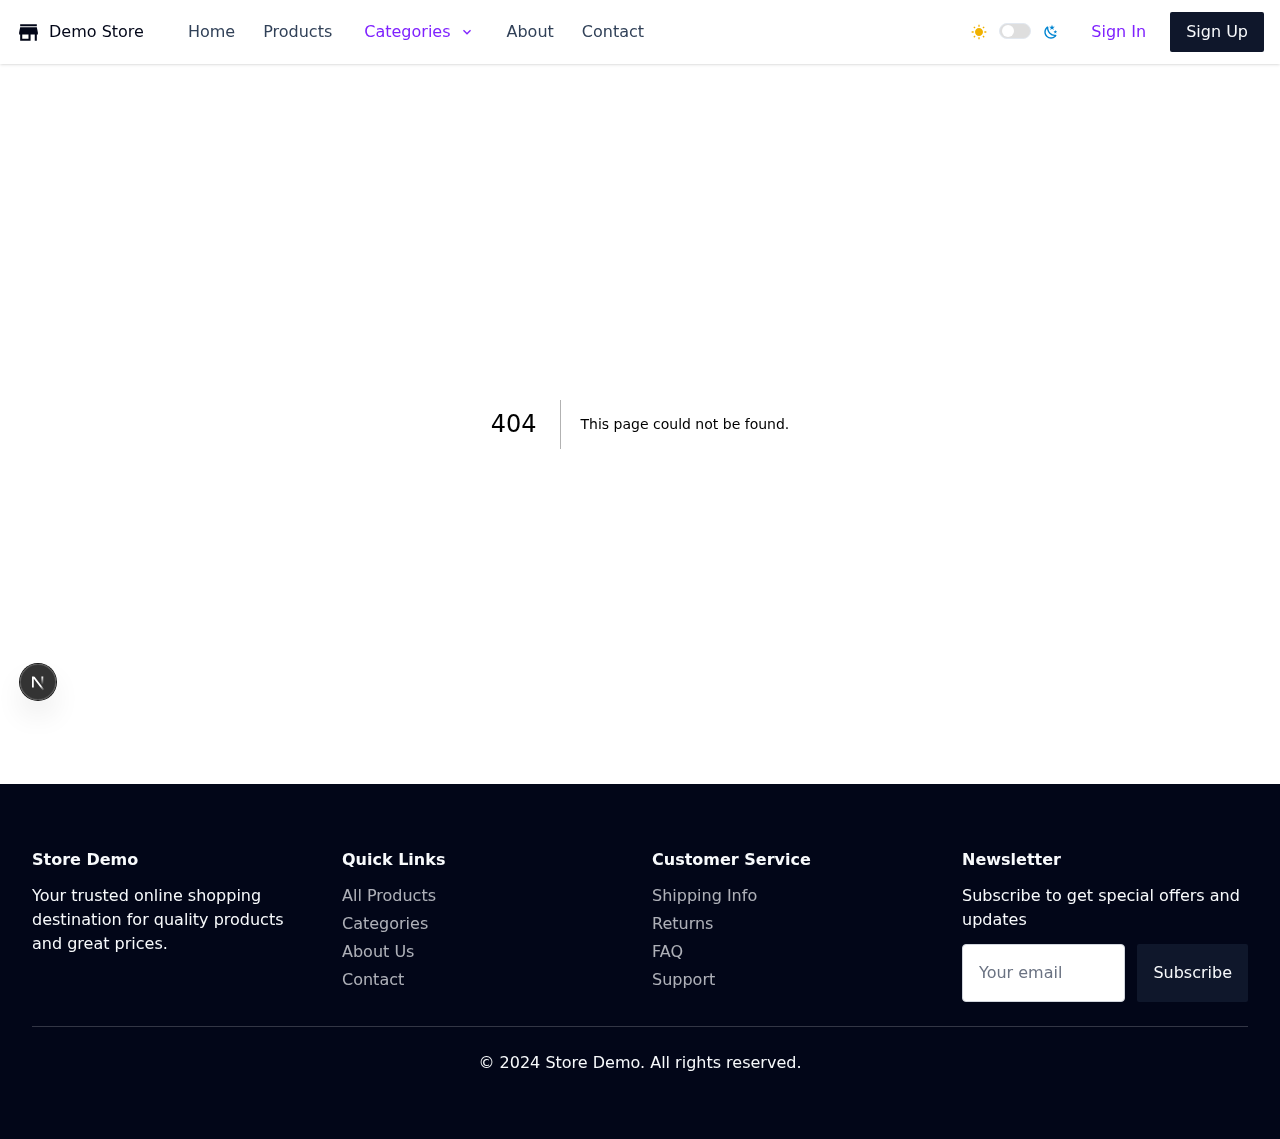 Demo Store Home Products Categories About Contact Sign In Sign Up
404 This page could not be found.
N
Store Demo
Your trusted online shopping
destination for quality products
and great prices.
Quick Links
All Products
Categories
About Us
Contact
Customer Service
Shipping Info
Returns
FAQ
Support
Newsletter
Subscribe to get special offers and
updates
Your email Subscribe
© 2024 Store Demo. All rights reserved.